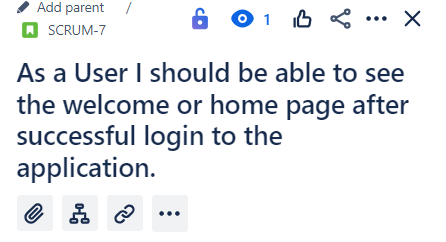 Add parent /
SCRUM-7
1
As a User I should be able to see
the welcome or home page after
successful login to the
application.